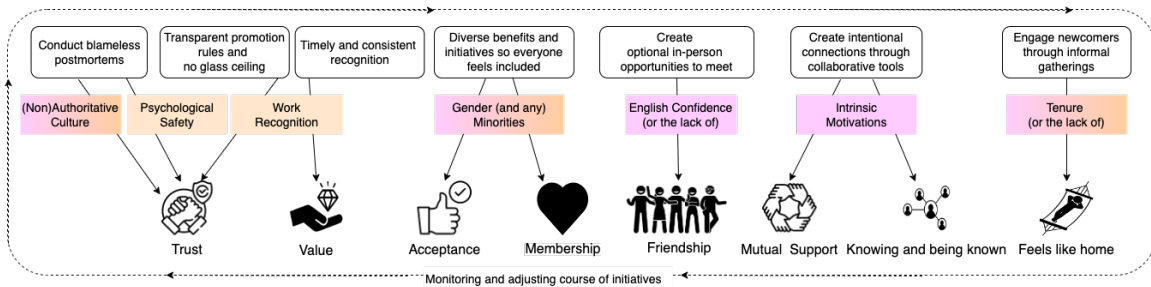 Conduct blameless
postmortems
Transparent promotion
rules and
no glass ceiling
Timely and consistent
recognition
Diverse benefits and
initiatives so everyone
feels included
Create
optional in-person
opportunities to meet
Create intentional
connections through
collaborative tools
Engage newcomers
through informal
gatherings
(Non)Authoritative
Culture
Psychological
Safety
Work
Recognition
Gender (and any)
Minorities
English Confidence
(or the lack of)
Intrinsic
Motivations
Tenure
(or the lack of)
Trust
Value
Acceptance
Membership
Friendship
Mutual Support
Knowing and being known
Feels like home
Monitoring and adjusting course of initiatives